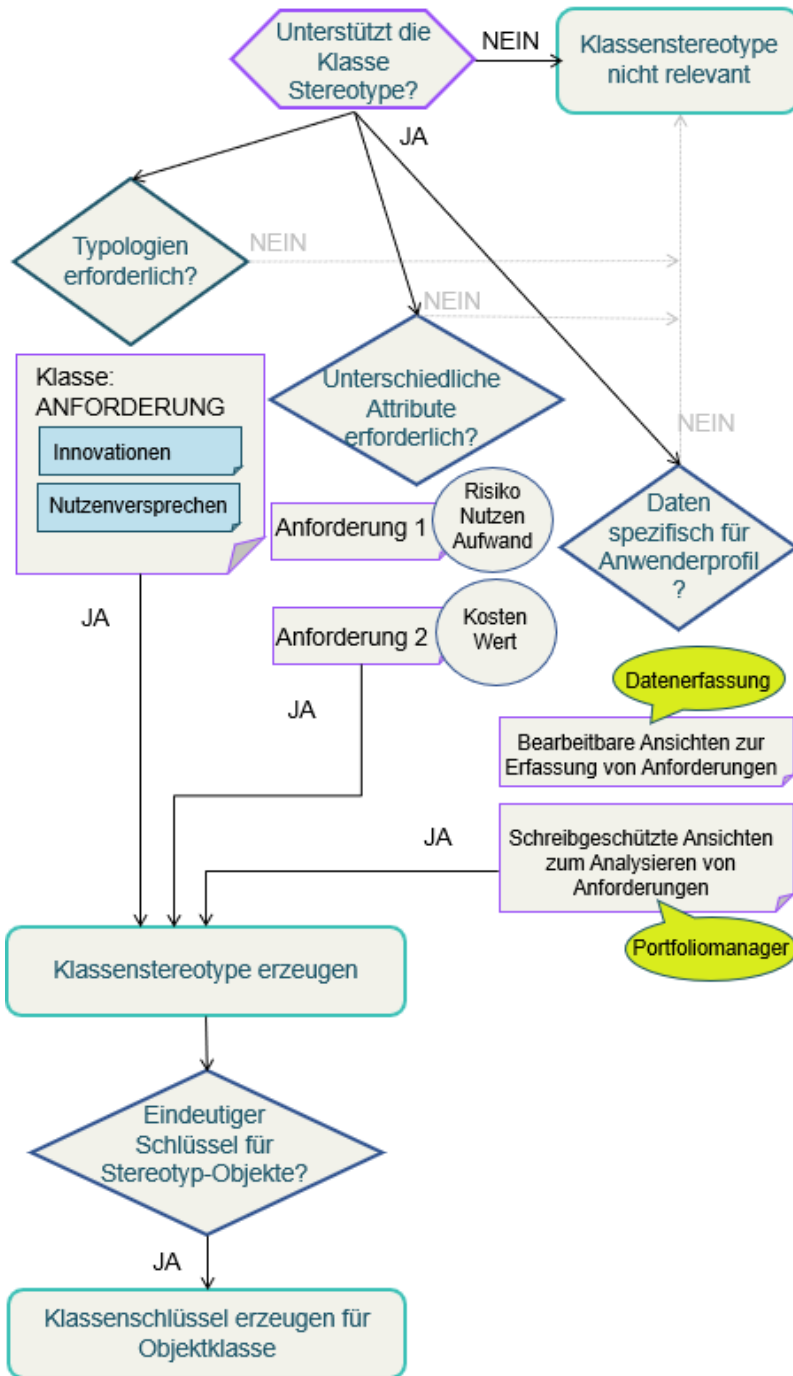 Unterstützt die
Klasse
Stereotype?
NEIN
Klassenstereotype
nicht relevant
JA
Typologien
erforderlich?
NEIN
NEIN
Unterschiedliche
Attribute
erforderlich?
NEIN
Daten
spezifisch für
Anwenderprofil
?
Klasse:
ANFORDERUNG
Innovationen
Nutzenversprechen
Anforderung 1
Risiko
Nutzen
Aufwand
JA
Anforderung 2
Kosten
Wert
JA
Datenerfassung
Bearbeitbare Ansichten zur
Erfassung von Anforderungen
JA
Schreibgeschützte Ansichten
zum Analysieren von
Anforderungen
Portfoliomanager
Klassenstereotype erzeugen
Eindeutiger
Schlüssel für
Stereotyp-Objekte?
JA
Klassenschlüssel erzeugen für
Objektklasse